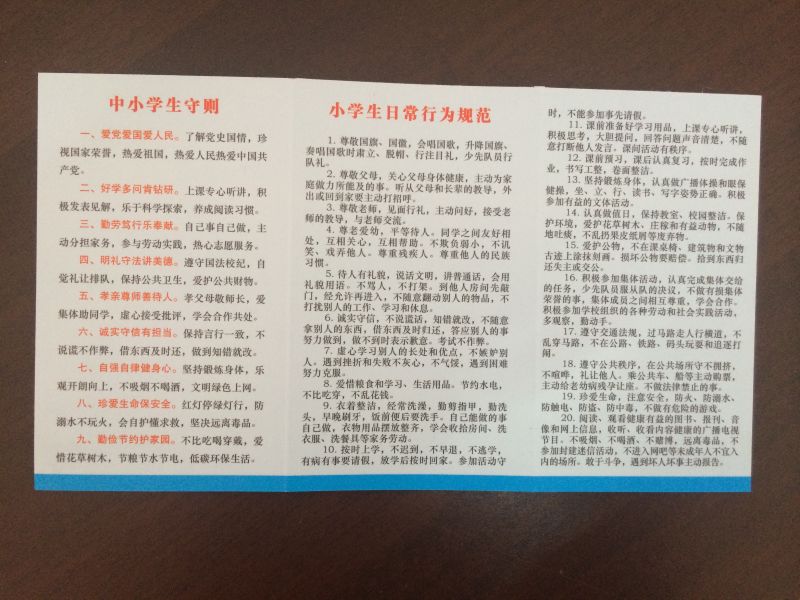 中小学生守则
一、爱党爱国爱人民。了解党史国情，珍
视国家荣誉，热爱祖国，热爱人民热爱中国共
产党。
二、好学多问肯钻研。上课专心听讲，积
极发表见解，乐于科学探索，养成阅读习惯。
三、勤劳笃行乐奉献。自己事自己做，主
动分担家务，参与劳动实践，热心志愿服务。
四、明礼守法讲美德。遵守国法校纪，自
觉礼让排队，保持公共卫生，爱护公共财物。
五、孝亲尊师善待人。孝父母敬师长，爱
集体助同学，虚心接受批评，学会合作共处。
六、诚实守信有担当。保持言行一致，不
说谎不作弊，借东西及时还，做到知错就改。
七、自强自律健身心。坚持锻炼身体，乐
观开朗向上，不吸烟不喝酒，文明绿色上网。
八、珍爱生命保安全。红灯停绿灯行，防
溺水不玩火，会自护懂求救，坚决远离毒品。
九、勤俭节约护家园。不比吃喝穿戴，爱
惜花草树木，节粮节水节电，低碳环保生活。
小学生日常行为规范
1. 尊敬国旗、国徽，会唱国歌，升降国旗、
奏唱国歌时肃立、脱帽、行注目礼，少先队员行
队礼。
2. 尊敬父母，关心父母身体健康，主动为家
庭做力所能及的事。听从父母和长辈的教导，外
出或回到家要主动打招呼。
3. 尊敬老师，见面行礼，主动问好，接受老
师的教导，与老师交流。
4. 尊老爱幼，平等待人。同学之间友好相
处，互相关心，互相帮助。不欺负弱小，不讥
笑、戏弄他人。尊重残疾人。尊重他人的民族
习惯。
5. 待人有礼貌，说话文明，讲普通话，会用
礼貌用语。不骂人，不打架。到他人房间先敲
门，经允许再进入，不随意翻动别人的物品，不
打扰别人的工作、学习和休息。
6. 诚实守信，不说谎话，知错就改，不随意
拿别人的东西，借东西及时归还，答应别人的事
努力做到，做不到时表示歉意。考试不作弊。
7. 虚心学习别人的长处和优点，不嫉妒别
人。遇到挫折和失败不灰心，不气馁，遇到困难
努力克服。
8. 爱惜粮食和学习、生活用品。节约水电，
不比吃穿，不乱花钱。
9. 衣着整洁，经常洗澡，勤剪指甲，勤洗
头，早晚刷牙，饭前便后要洗手。自己能做的事
自己做，衣物用品摆放整齐，学会收拾房间、洗
衣服、洗餐具等家务劳动。
10. 按时上学，不迟到，不早退，不逃学，
有病有事要请假，放学后按时回家。参加活动守
时，不能参加事先请假。
11. 课前准备好学习用品，上课专心听讲，
积极思考，大胆提问，回答问题声音清楚，不随
意打断他人发言。课间活动有秩序。
12. 课前预习，课后认真复习，按时完成作
业，书写工整，卷面整洁。
13. 坚持锻炼身体，认真做广播体操和眼保
健操，坐、立、行、读书、写字姿势正确。积极
参加有益的文体活动。
14. 认真做值日，保持教室、校园整洁。保
护环境，爱护花草树木、庄稼和有益动物，不随
地吐痰，不乱扔果皮纸屑等废弃物。
15. 爱护公物，不在课桌椅、建筑物和文物
古迹上涂抹刻画。损坏公物要赔偿。拾到东西归
还失主或交公。
16. 积极参加集体活动，认真完成集体交给
的任务，少先队员服从队的决议，不做有损集体
荣誉的事，集体成员之间相互尊重，学会合作。
积极参加学校组织的各种劳动和社会实践活动，
多观察，勤动手。
17. 遵守交通法规，过马路走人行横道，不
乱穿马路，不在公路、铁路、码头玩耍和追逐打
闹。
18. 遵守公共秩序，在公共场所守不拥挤，
不喧哗，礼让他人。乘公共车、船等主动购票，
主动给老幼病残孕让座。不做法律禁止的事。
19. 珍爱生命，注意安全，防火、防溺水、
防触电、防盗、防中毒，不做有危险的游戏。
20. 阅读、观看健康有益的图书、报刊、音
像和网上信息，收听、收看内容健康的广播电视
节目。不吸烟、不喝酒、不赌博，远离毒品，不
参加封建迷信活动，不进入网吧等未成年人不宜入
内的场所。敢于斗争，遇到坏人坏事主动报告。